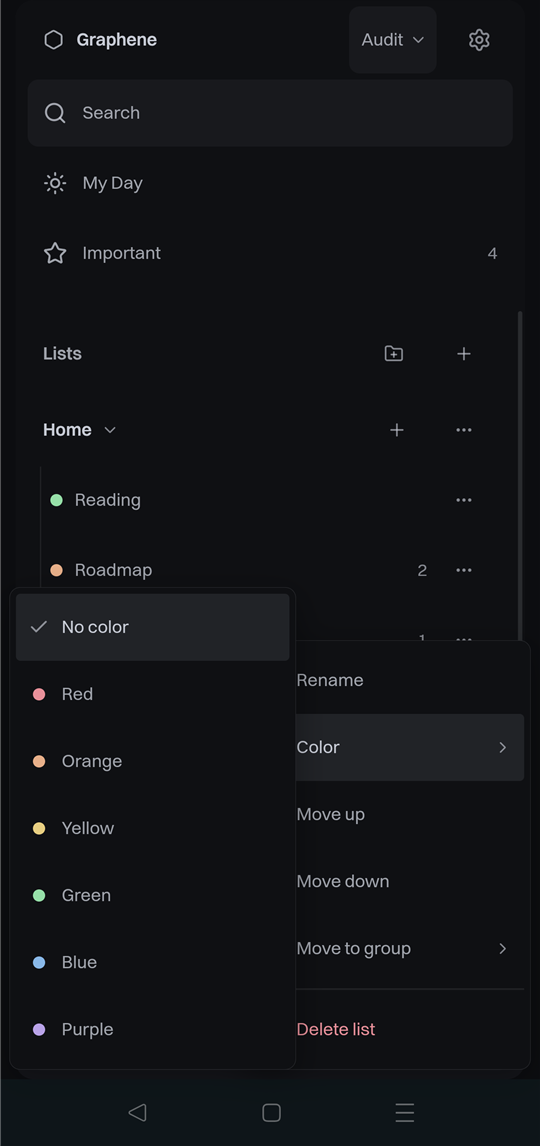 Graphene
Audit
Search
My Day
Important 4
Lists
Home
Reading
Roadmap 2
1
No color
Red
Orange
Yellow
Green
Blue
Purple
Rename
Color
Move up
Move down
Move to group
Delete list